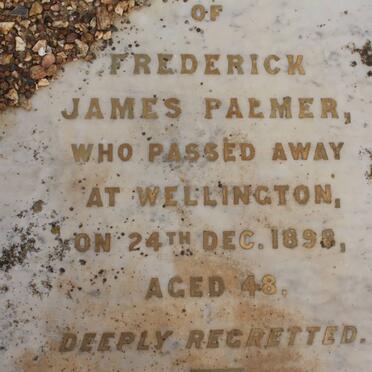 OF
FREDERICK
JAMES PALMER,
WHO PASSED AWAY
AT WELLINGTON,
ON 24TH DEC. 1898,
AGED 48.
DEEPLY REGRETTED.